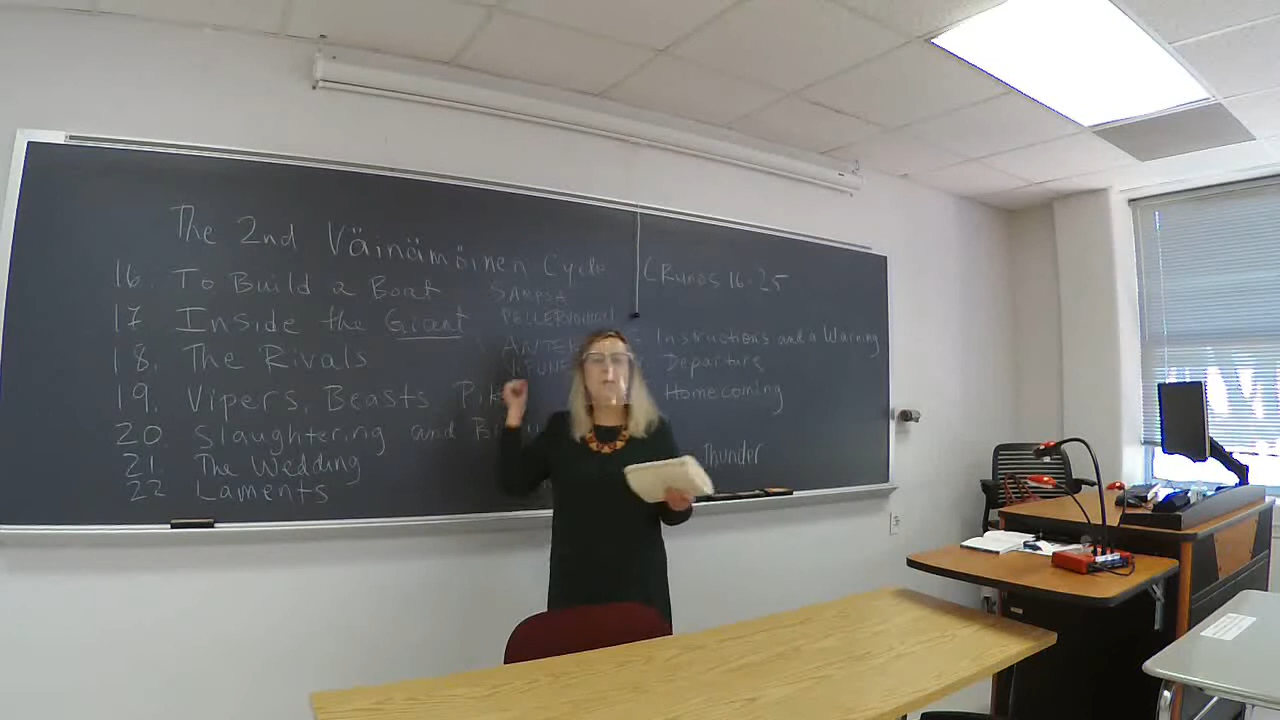 The 2nd Väinämöinen Cycle
(Runos 16-25
16. To Build a Boat
SAMPSA
17. Inside the Giant
PELLERVOINEN
18. The Rivals
19. Vipers, Beasts
20. Slaughtering
21. The Wedding
22 Laments
Instructions and a Warning
Departure
Homecoming
Thunder